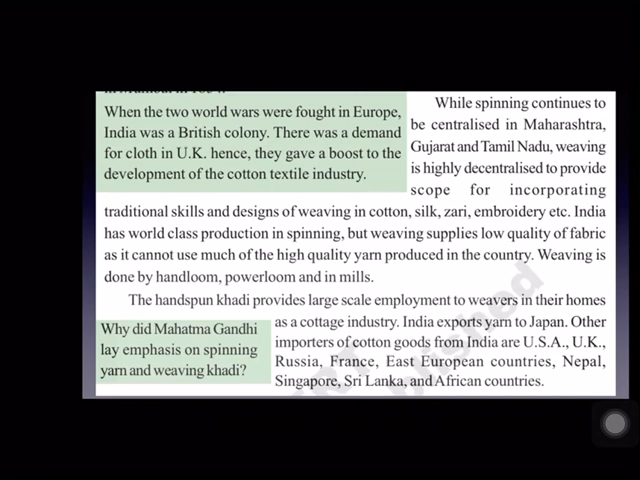 When the two world wars were fought in Europe,
India was a British colony. There was a demand
for cloth in U.K. hence, they gave a boost to the
development of the cotton textile industry.
While spinning continues to
be centralised in Maharashtra,
Gujarat and Tamil Nadu, weaving
is highly decentralised to provide
scope for incorporating
traditional skills and designs of weaving in cotton, silk, zari, embroidery etc. India
has world class production in spinning, but weaving supplies low quality of fabric
as it cannot use much of the high quality yarn produced in the country. Weaving is
done by handloom, powerloom and in mills.
The handspun khadi provides large scale employment to weavers in their homes
as a cottage industry. India exports yarn to Japan. Other
importers of cotton goods from India are U.S.A., U.K.,
Russia, France, East European countries, Nepal,
Singapore, Sri Lanka, and African countries.
Why did Mahatma Gandhi
lay emphasis on spinning
yarn and weaving khadi?